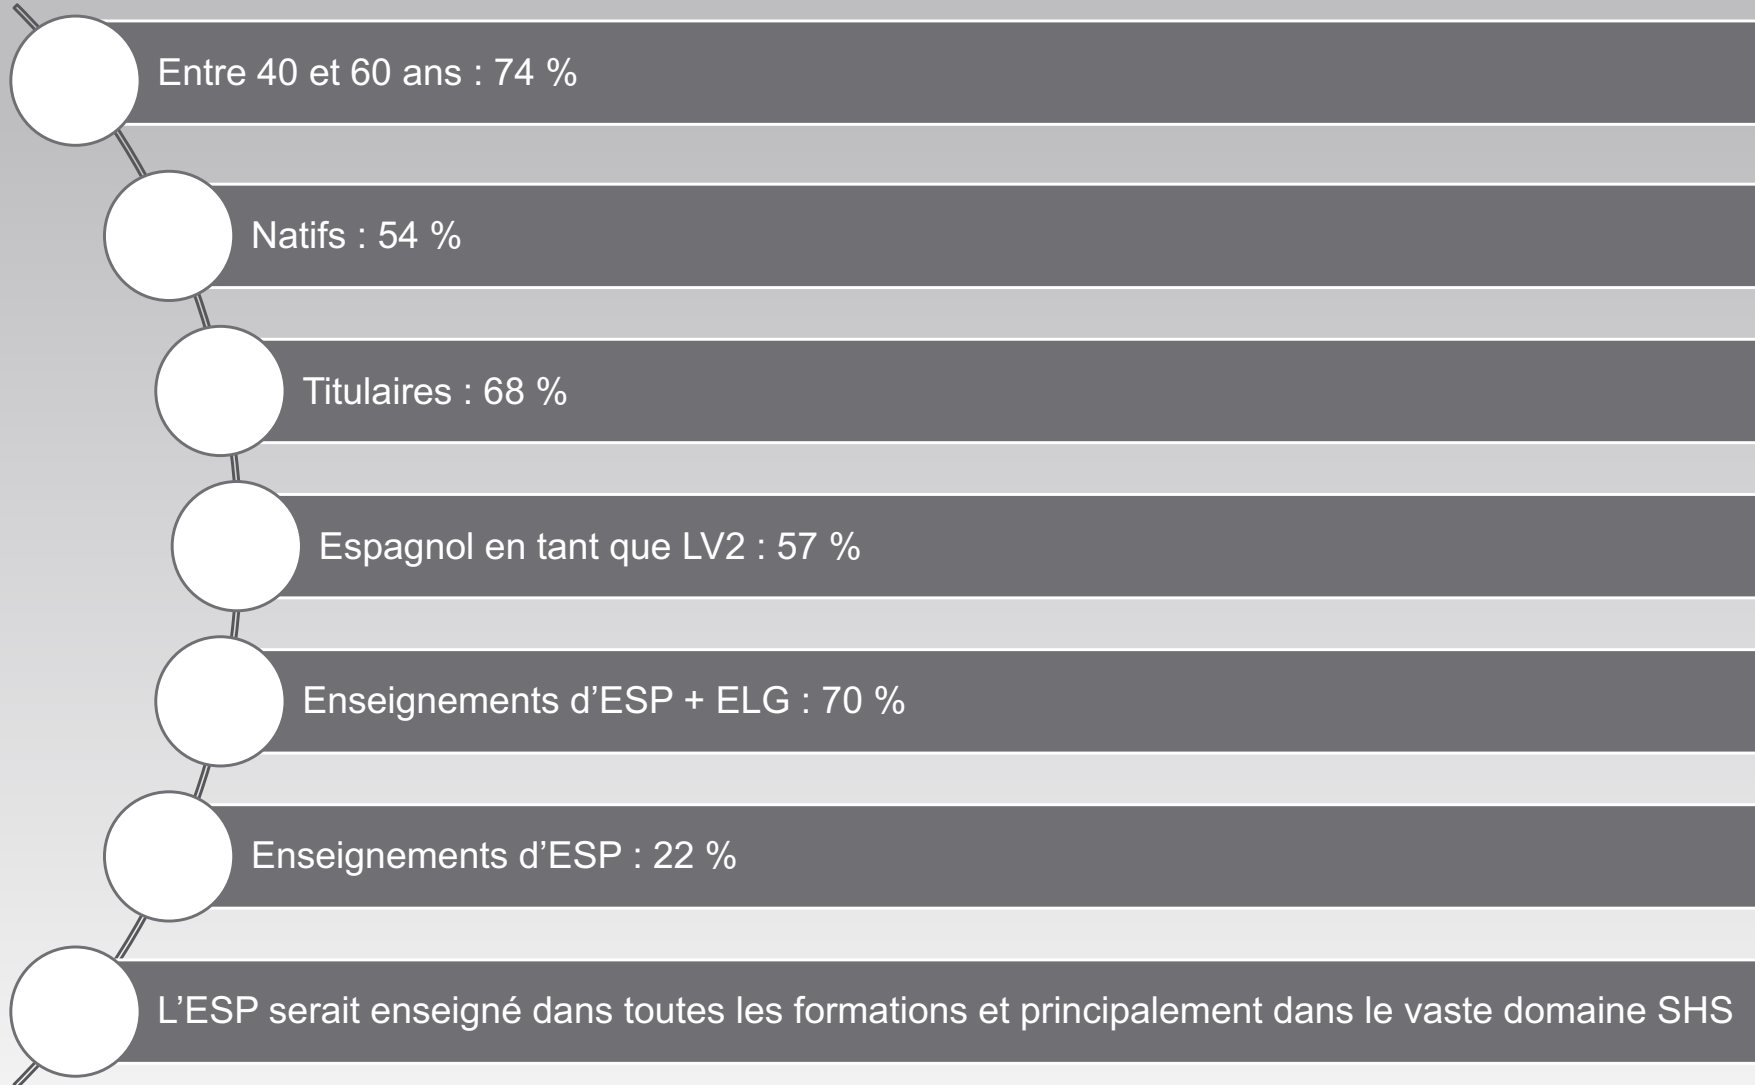 Entre 40 et 60 ans : 74 %
Natifs : 54 %
Titulaires : 68 %
Espagnol en tant que LV2 : 57 %
Enseignements d’ESP + ELG : 70 %
Enseignements d’ESP : 22 %
L’ESP serait enseigné dans toutes les formations et principalement dans le vaste domaine SHS